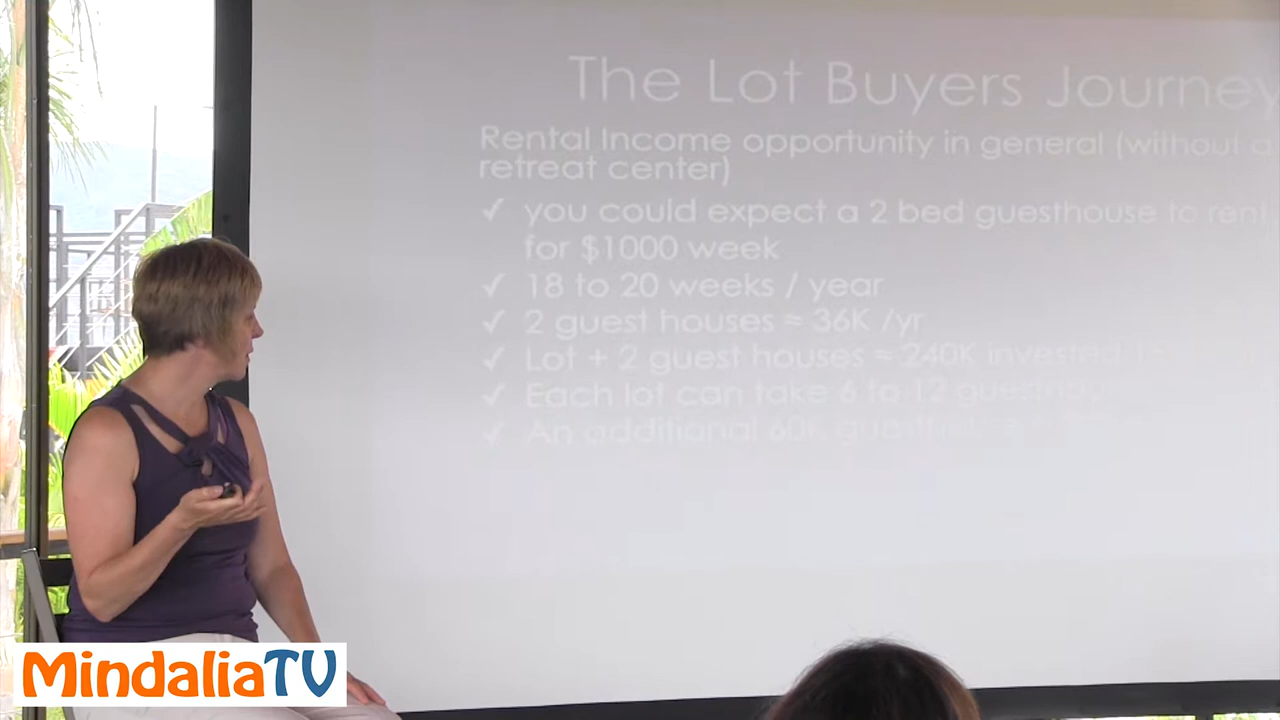 The Lot Buyers Journey
Rental Income opportunity in general (without a
retreat center)
✓ you could expect a 2 bed guesthouse to rent
for $1000 week
✓ 18 to 20 weeks / year
✓ 2 guest houses = 36K /yr
✓ Lot + 2 guest houses = 240K invested
✓ Each lot can take 6 to 12
✓ An additional 60K
MindaliaTV